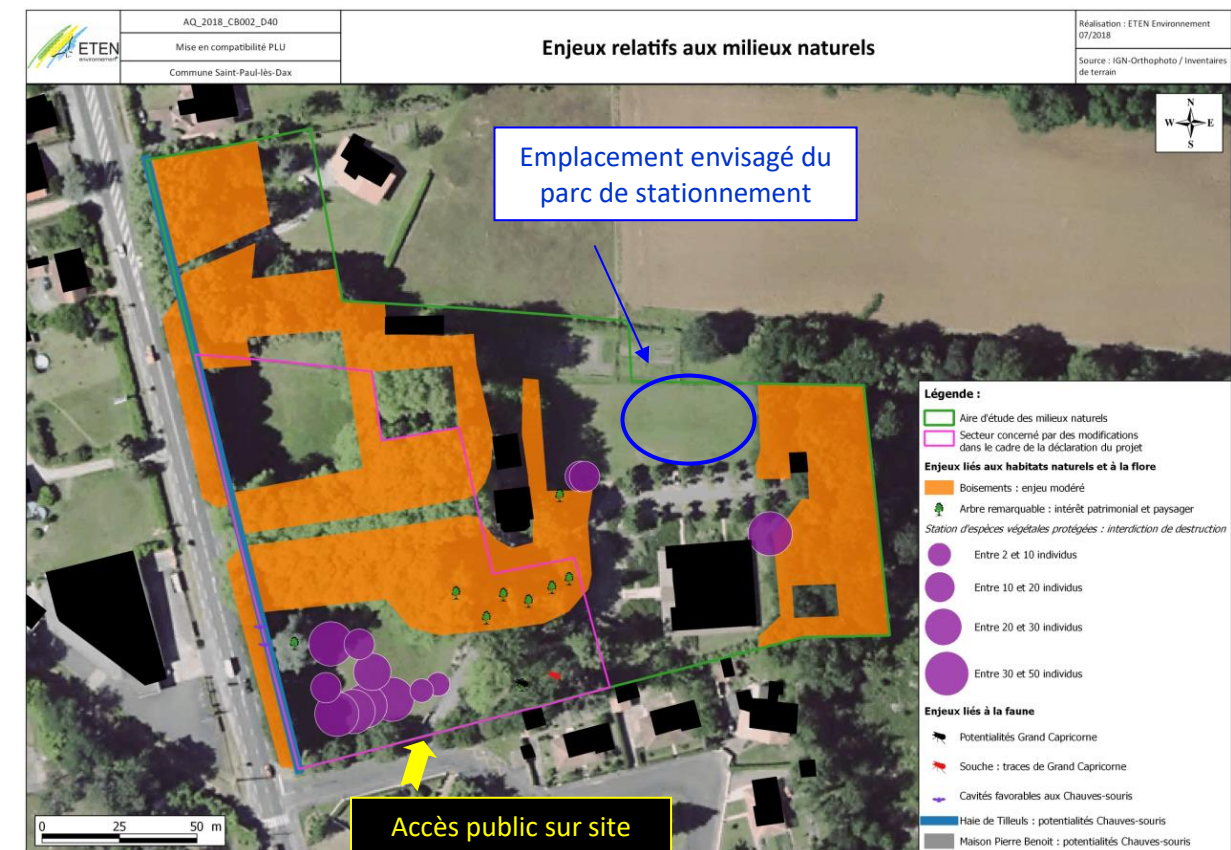 ETEN
environnement
AQ_2018_CB002_D40
Mise en compatibilité PLU
Commune Saint-Paul-lès-Dax
Enjeux relatifs aux milieux naturels
Réalisation : ETEN Environnement
07/2018
Source : IGN-Orthophoto / Inventaires
de terrain
N
W E
S
Emplacement envisagé du
parc de stationnement
Légende :
Aire d'étude des milieux naturels
Secteur concerné par des modifications
dans le cadre de la déclaration du projet
Enjeux liés aux habitats naturels et à la flore
Boisements : enjeu modéré
Arbre remarquable : intérêt patrimonial et paysager
Station d'espèces végétales protégées : interdiction de destruction
Entre 2 et 10 individus
Entre 10 et 20 individus
Entre 20 et 30 individus
Entre 30 et 50 individus
Enjeux liés à la faune
Potentialités Grand Capricorne
Souche : traces de Grand Capricorne
Cavités favorables aux Chauves-souris
Haie de Tilleuls : potentialités Chauves-souris
Maison Pierre Benoit : potentialités Chauves-souris
0 25 50 m
Accès public sur site